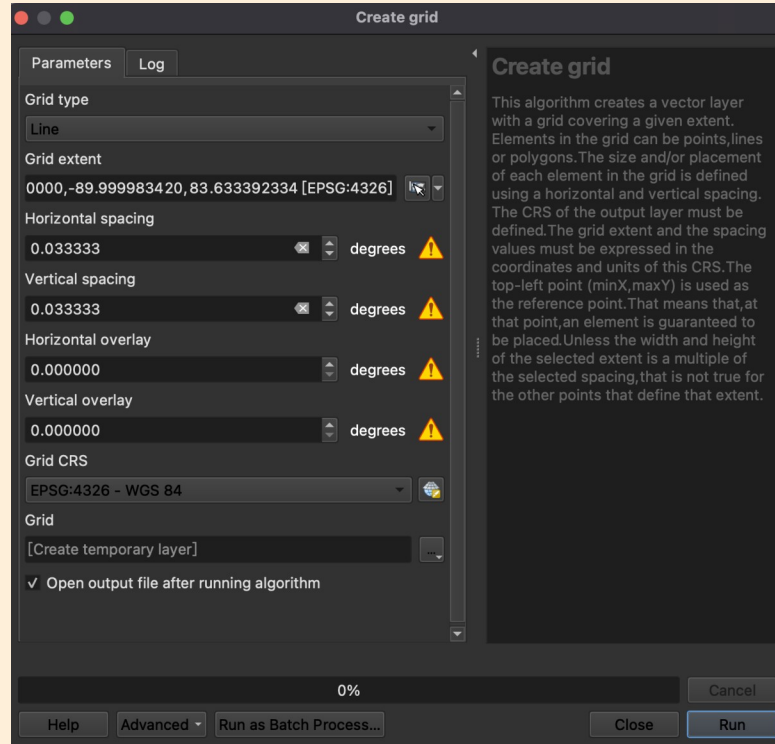 Create grid
Parameters
Log
Grid type
Line
Grid extent
0000,-89.999983420,83.633392334 [EPSG:4326]
Horizontal spacing
0.033333
degrees
Vertical spacing
0.033333
degrees
Horizontal overlay
0.000000
degrees
Vertical overlay
0.000000
degrees
Grid CRS
EPSG:4326 - WGS 84
Grid
[Create temporary layer]
…
Open output file after running algorithm
Create grid
This algorithm creates a vector layer
with a grid covering a given extent.
Elements in the grid can be points,lines
or polygons.The size and/or placement
of each element in the grid is defined
using a horizontal and vertical spacing.
The CRS of the output layer must be
defined.The grid extent and the spacing
values must be expressed in the
coordinates and units of this CRS.The
top-left point (minX,maxY) is used as
the reference point.That means that,at
that point,an element is guaranteed to
be placed.Unless the width and height
of the selected extent is a multiple of
the selected spacing,that is not true for
the other points that define that extent.
0%
Cancel
Help
Advanced
Run as Batch Process…
Close
Run